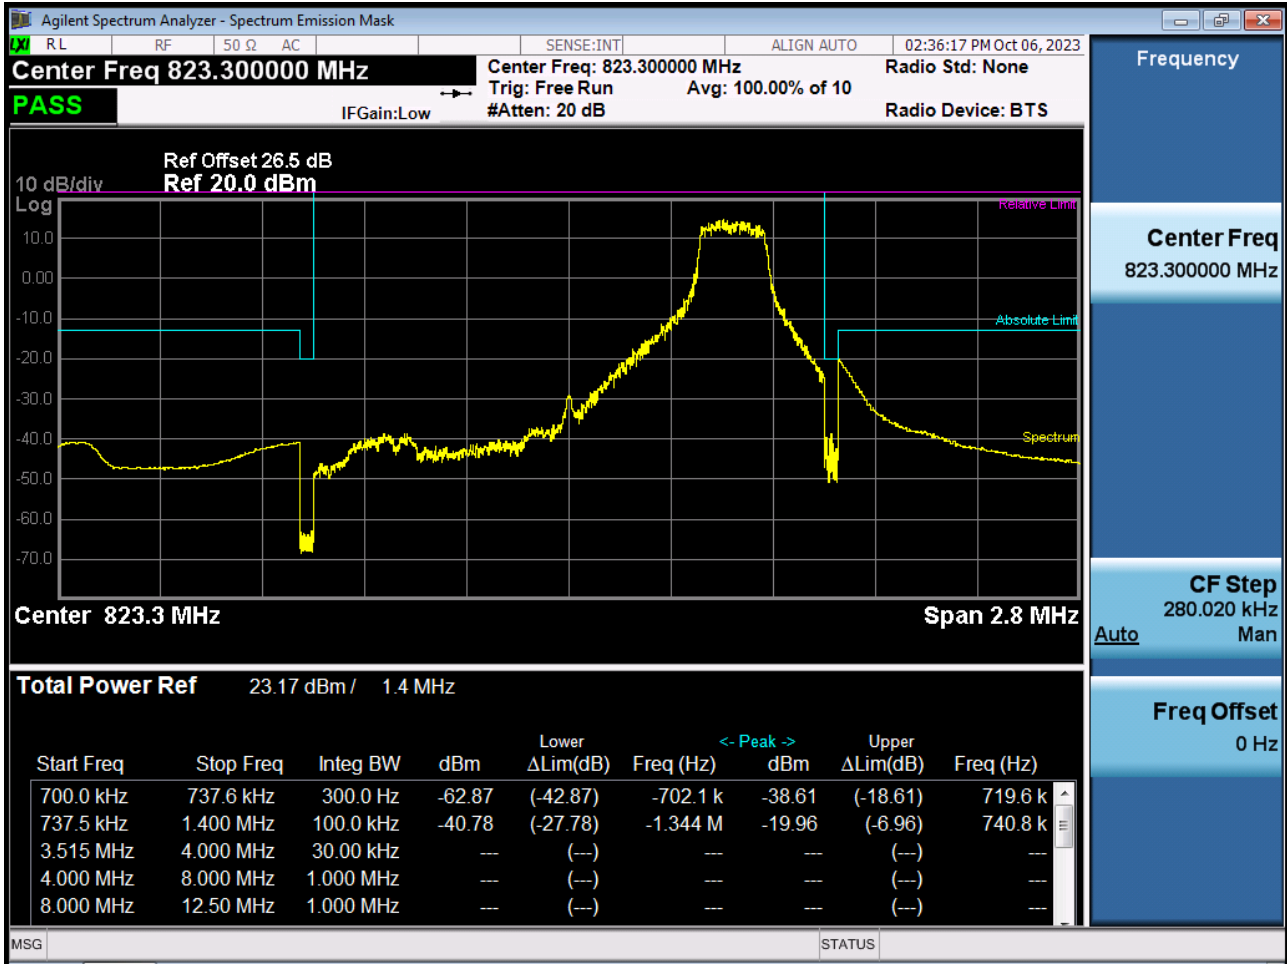 Agilent Spectrum Analyzer - Spectrum Emission Mask
LXI RL RF 50 Ω AC SENSE:INT ALIGN AUTO 02:36:17 PM Oct 06, 2023
Center Freq 823.300000 MHz
PASS
IFGain:Low
Center Freq: 823.300000 MHz
Trig: Free Run Avg: 100.00% of 10
#Atten: 20 dB
Radio Std: None
Radio Device: BTS
Ref Offset 26.5 dB
10 dB/div Ref 20.0 dBm
Log
Relative Limit
10.0
0.00
-10.0
Absolute Limit
-20.0
-30.0
-40.0
Spectrum
-50.0
-60.0
-70.0
Center 823.3 MHz Span 2.8 MHz
Total Power Ref 23.17 dBm / 1.4 MHz
Lower <- Peak -> Upper
Start Freq Stop Freq Integ BW dBm ΔLim(dB) Freq (Hz) dBm ΔLim(dB) Freq (Hz)
700.0 kHz 737.6 kHz 300.0 Hz -62.87 (-42.87) -702.1 k -38.61 (-18.61) 719.6 k
737.5 kHz 1.400 MHz 100.0 kHz -40.78 (-27.78) -1.344 M -19.96 (-6.96) 740.8 k
3.515 MHz 4.000 MHz 30.00 kHz --- (---) --- --- (---) ---
4.000 MHz 8.000 MHz 1.000 MHz --- (---) --- --- (---) ---
8.000 MHz 12.50 MHz 1.000 MHz --- (---) --- --- (---) ---
MSG STATUS
Frequency
Center Freq
823.300000 MHz
CF Step
280.020 kHz
Auto Man
Freq Offset
0 Hz